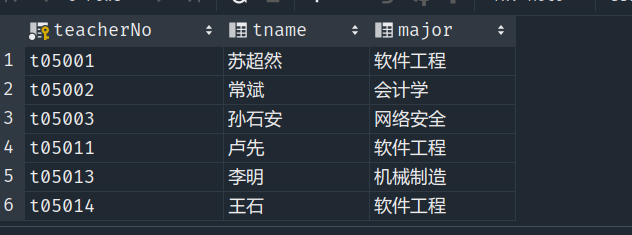 teacherNo tname major
1 t05001 苏超然 软件工程
2 t05002 常斌 会计学
3 t05003 孙石安 网络安全
4 t05011 卢先 软件工程
5 t05013 李明 机械制造
6 t05014 王石 软件工程